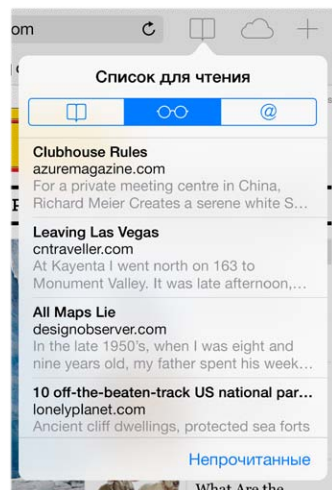 om
Список для чтения
@
Clubhouse Rules
azuremagazine.com
For a private meeting centre in China,
Richard Meier Creates a serene white S...
Leaving Las Vegas
cntraveller.com
At Kayenta I went north on 163 to
Monument Valley. It was late afternoon,...
All Maps Lie
designobserver.com
In the late 1950's, when I was eight and
nine years old, my father spent his week...
10 off-the-beaten-track US national par...
lonelyplanet.com
Ancient cliff dwellings, protected sea forts
Непрочитанные
What Are the